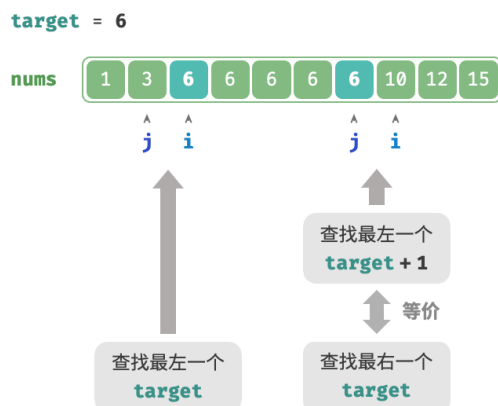 target = 6
nums 1 3 6 6 6 6 6 10 12 15
j i j i
查找最左一个
target + 1
等价
查找最左一个
target
查找最右一个
target